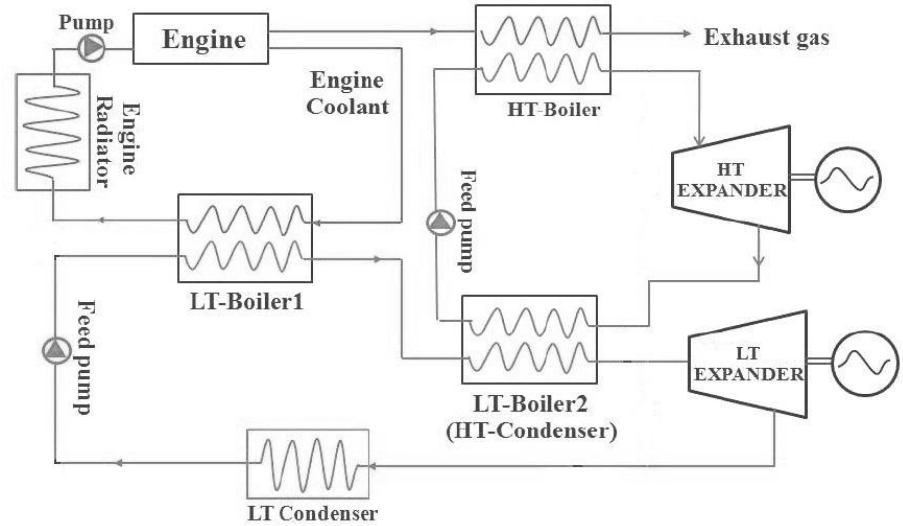 Pump
Engine
Exhaust gas
Engine
Coolant
HT-Boiler
Engine
Radiator
HT
EXPANDER
Feed pump
LT-Boiler1
Feed pump
LT
EXPANDER
LT-Boiler2
(HT-Condenser)
LT Condenser